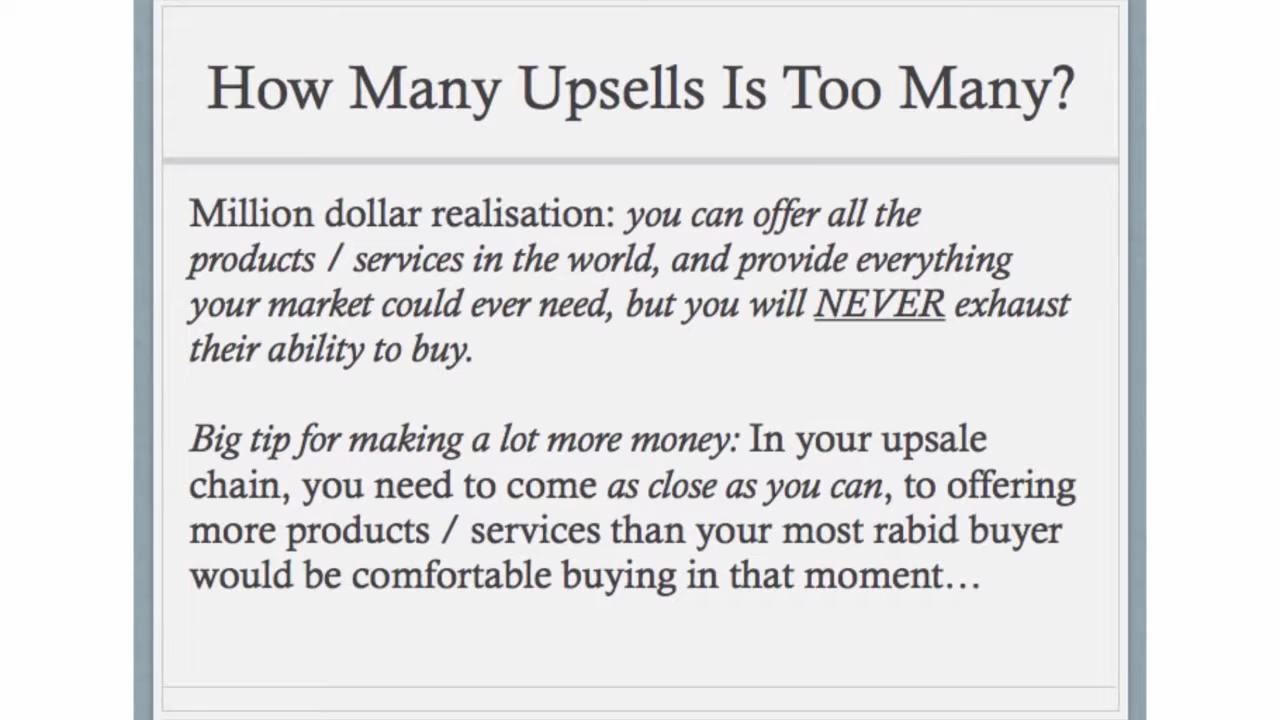 How Many Upsells Is Too Many?
Million dollar realisation: you can offer all the
products / services in the world, and provide everything
your market could ever need, but you will NEVER exhaust
their ability to buy.
Big tip for making a lot more money: In your upsale
chain, you need to come as close as you can, to offering
more products / services than your most rabid buyer
would be comfortable buying in that moment…